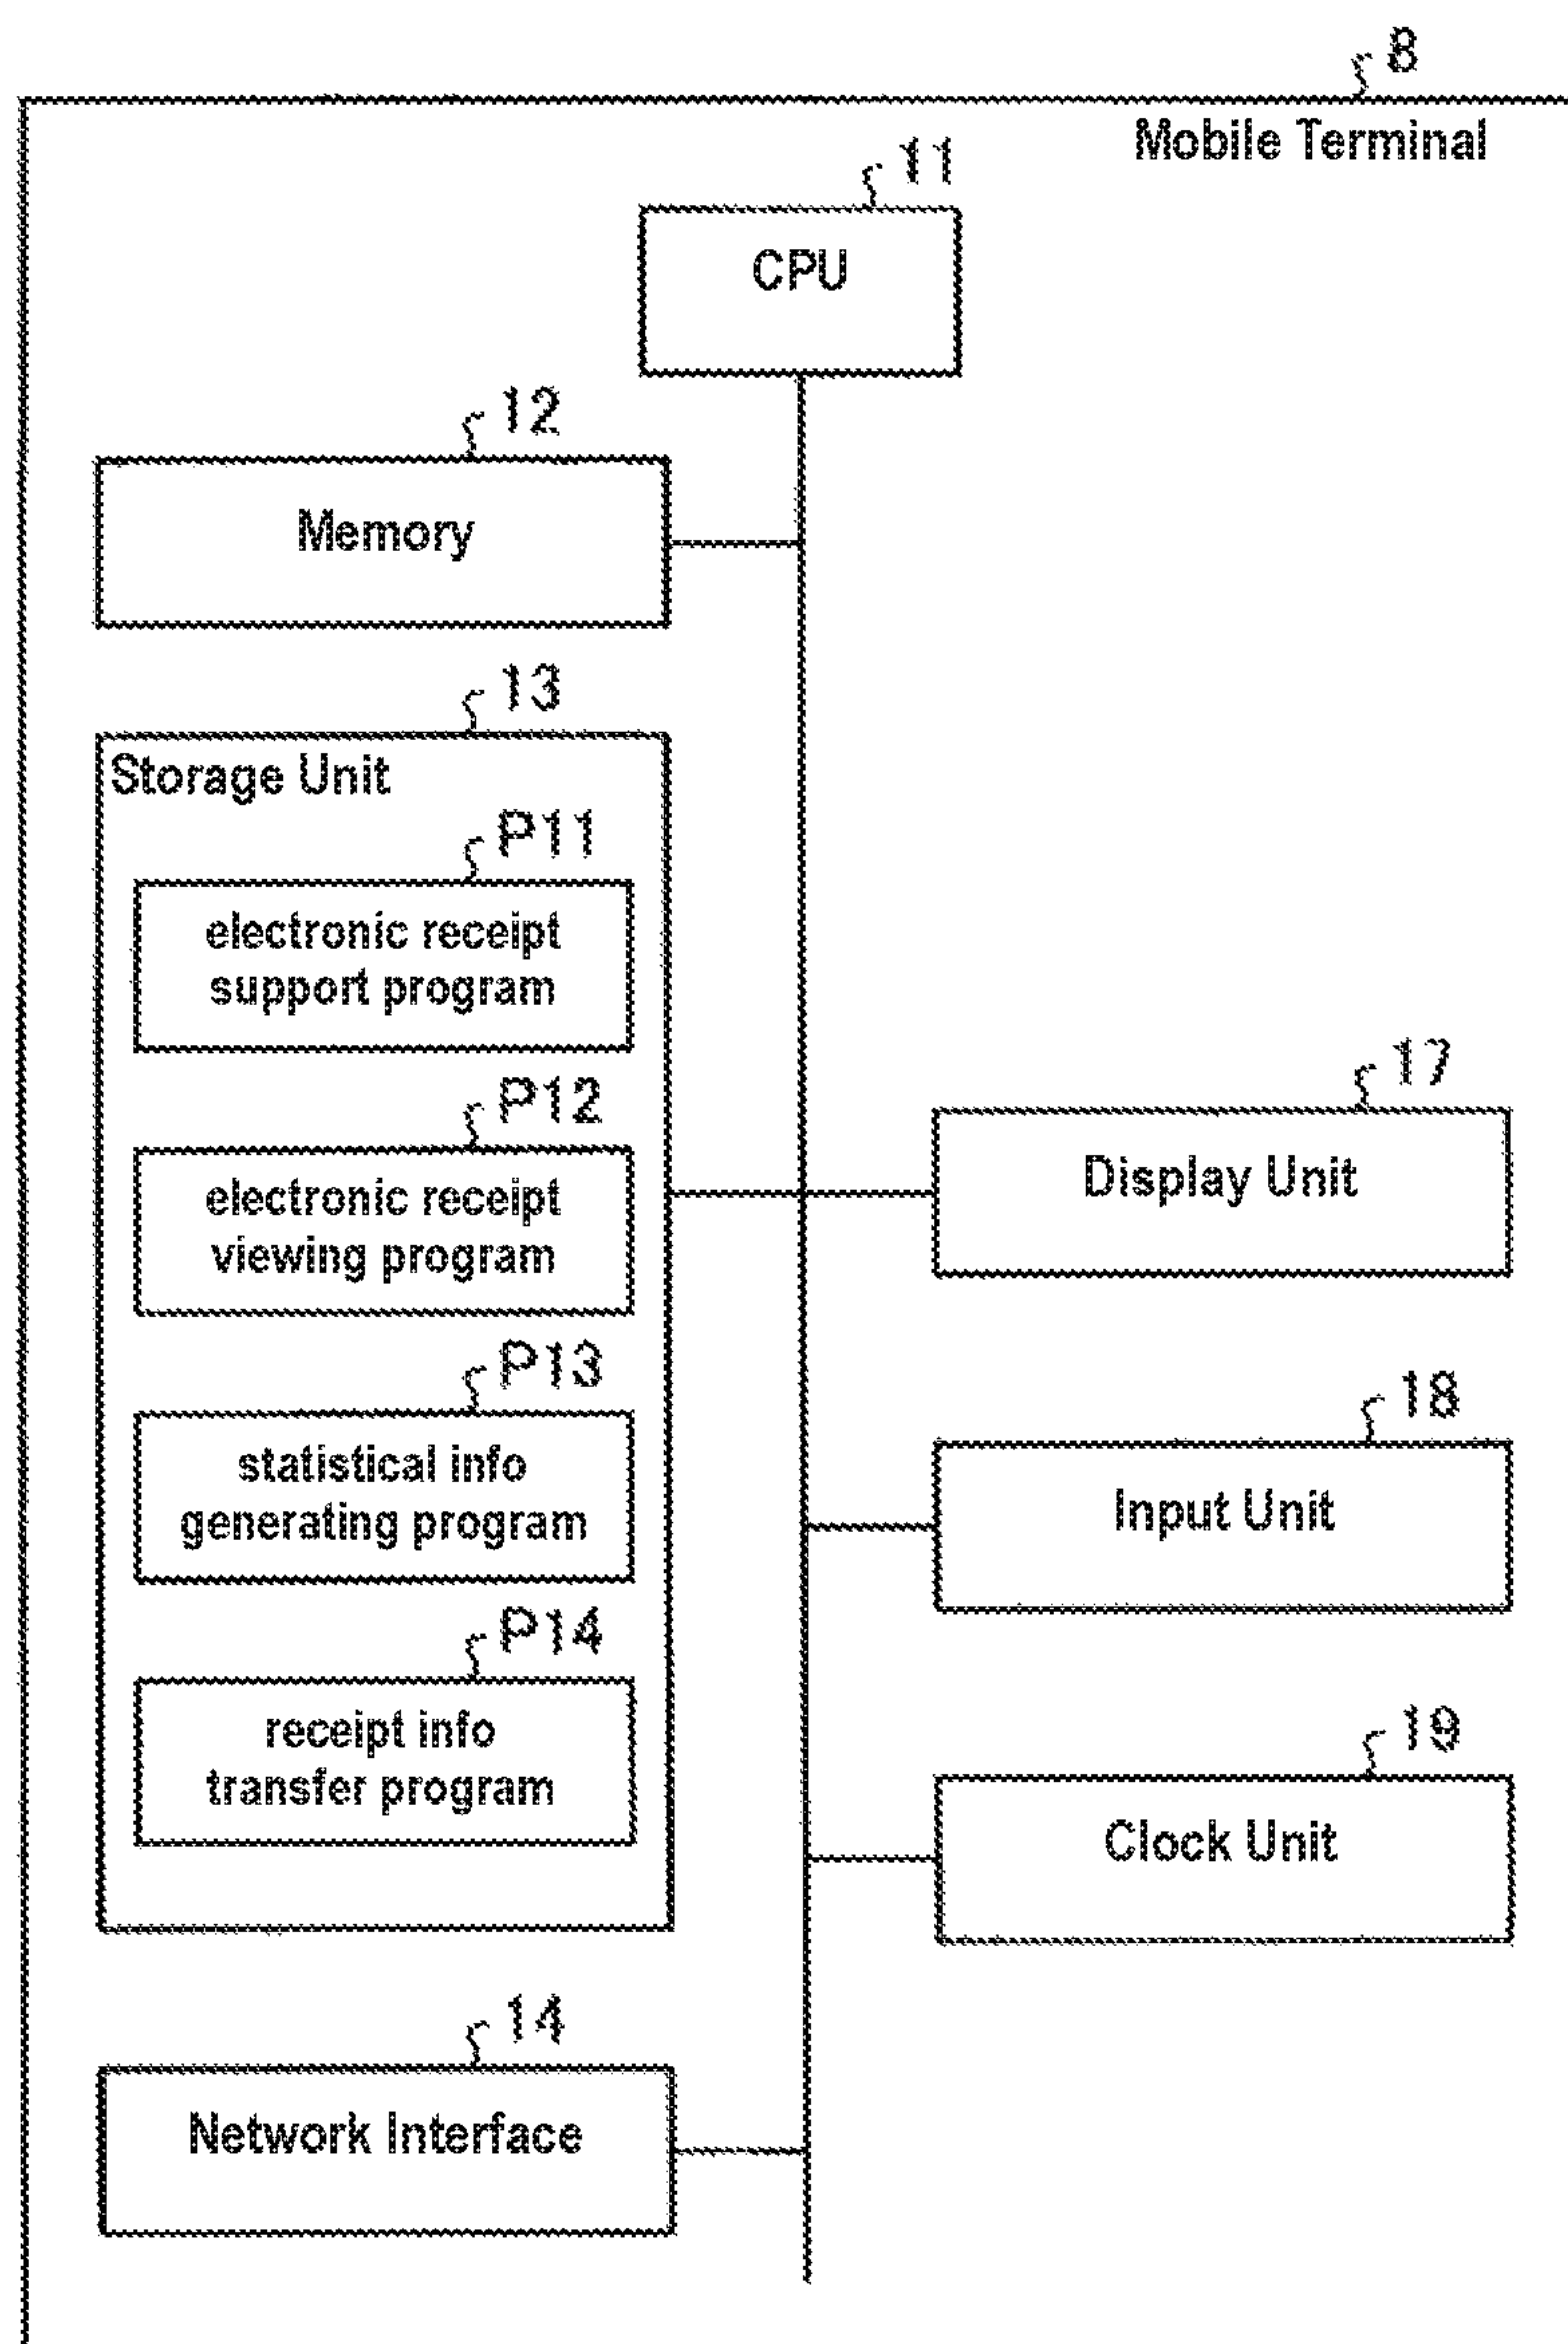 8
Mobile Terminal
11
CPU
12
Memory
13
Storage Unit
P11
electronic receipt
support program
P12
electronic receipt
viewing program
P13
statistical info
generating program
P14
receipt info
transfer program
14
Network Interface
17
Display Unit
18
Input Unit
19
Clock Unit